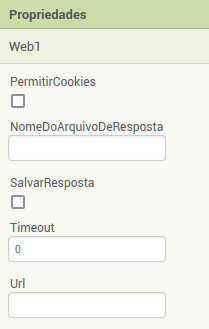 Propriedades
Web1
PermitirCookies
NomeDoArquivoDeResposta
SalvarResposta
Timeout
0
Url